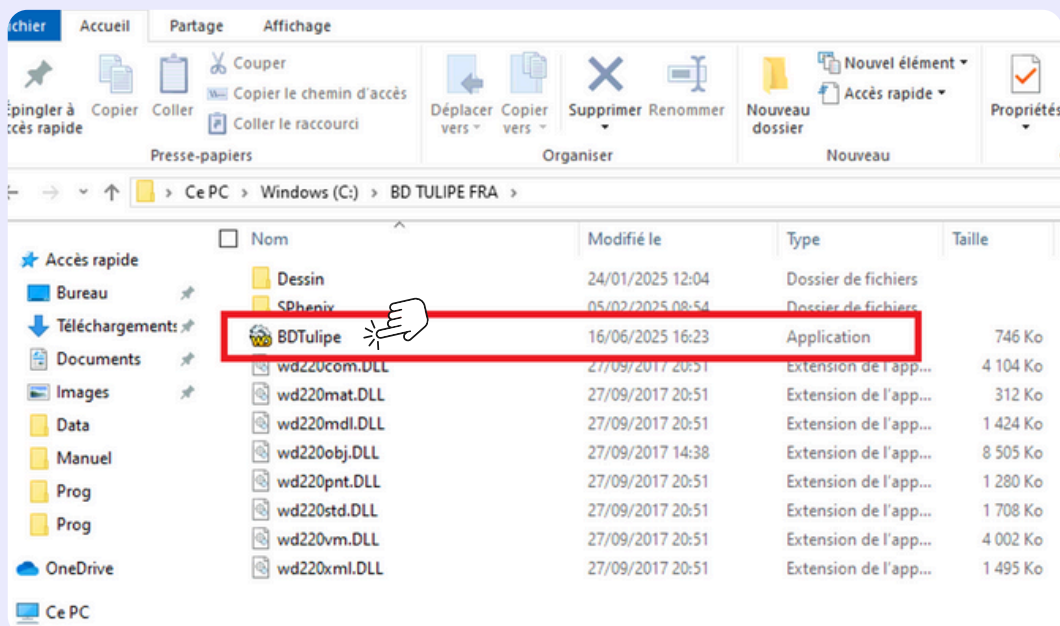 ichier Accueil Partage Affichage
Couper
Copier le chemin d'accès
Coller le raccourci
Épingler à
ccès rapide
Copier
Coller
Presse-papiers
Déplacer
vers
Copier
vers
Supprimer
Renommer
Organiser
Nouveau
dossier
Nouvel élément
Accès rapide
Nouveau
Propriétés
Ce PC > Windows (C:) > BD TULIPE FRA >
Accès rapide
Bureau
Téléchargements
Documents
Images
Data
Manuel
Prog
Prog
OneDrive
Ce PC
Nom Modifié le Type Taille
Dessin 24/01/2025 12:04 Dossier de fichiers
SPhenix 05/02/2025 08:54 Dossier de fichiers
BDTulipe 16/06/2025 16:23 Application 746 Ko
wd220com.DLL 27/09/2017 20:51 Extension de l'app... 4 104 Ko
wd220mat.DLL 27/09/2017 20:51 Extension de l'app... 312 Ko
wd220mdl.DLL 27/09/2017 20:51 Extension de l'app... 1 424 Ko
wd220obj.DLL 27/09/2017 14:38 Extension de l'app... 8 505 Ko
wd220pnt.DLL 27/09/2017 20:51 Extension de l'app... 1 280 Ko
wd220std.DLL 27/09/2017 20:51 Extension de l'app... 1 708 Ko
wd220vm.DLL 27/09/2017 20:51 Extension de l'app... 4 002 Ko
wd220xml.DLL 27/09/2017 20:51 Extension de l'app... 1 495 Ko